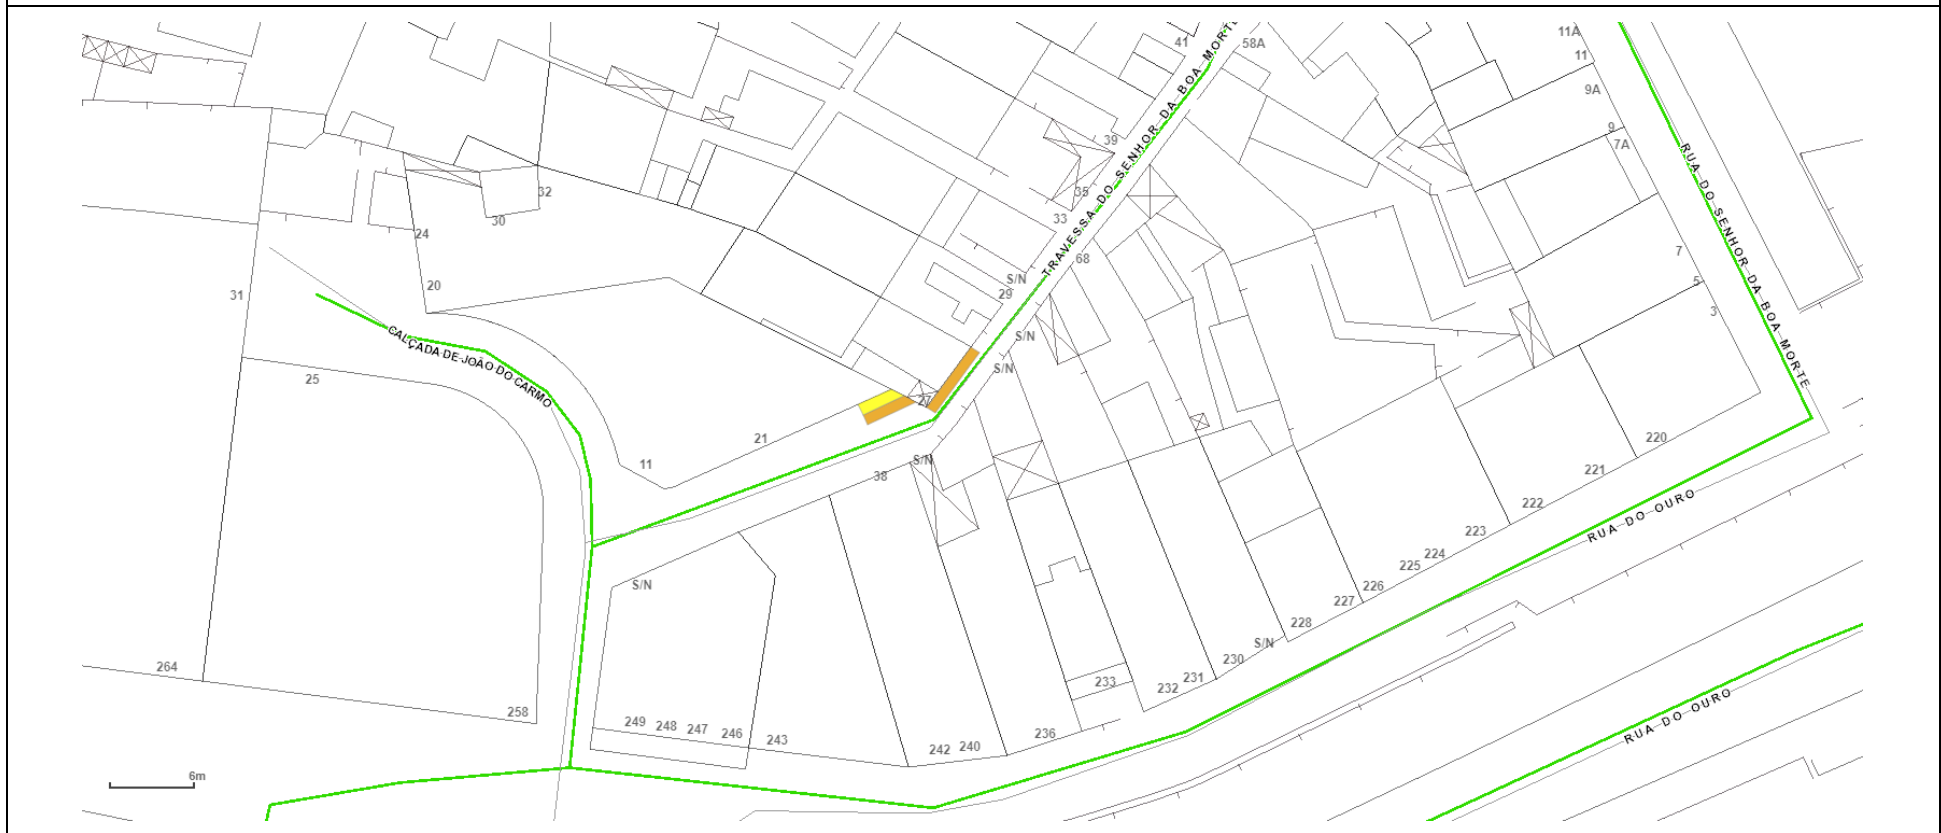 11A
41
58A
11
9A
9
7A
39
RUA DO SENHOR DA BOA MORTE
TRAVESSA DO SENHOR DA BOA MORTE
32
35
30
33
24
7
68
S/N
5
20
31
29
3
S/N
CALÇADA DE JOÃO DO CARMO
S/N
25
27
21
220
11
S/N
221
38
RUA DO OURO
222
223
224
225
S/N
226
227
228
S/N
230
264
231
233
232
RUA DO OURO
258
249
248
247
246
243
236
242
240
6m